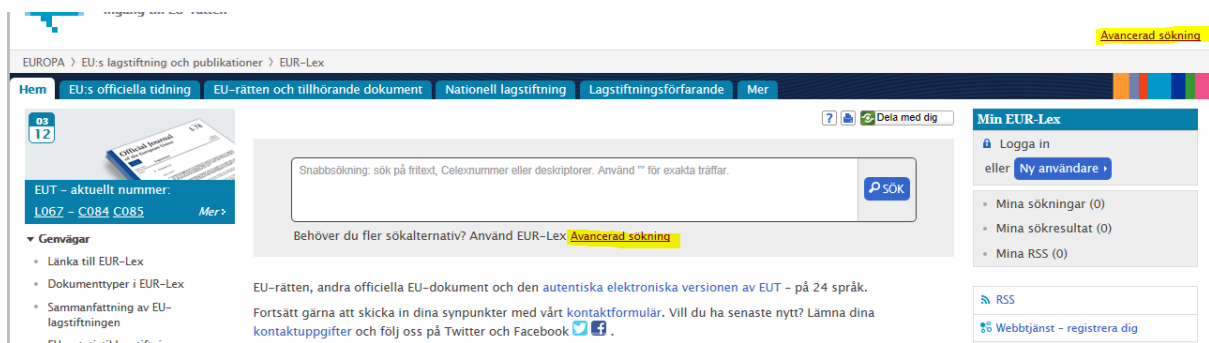 Avancerad sökning
EUROPA > EU:s lagstiftning och publikationer > EUR-Lex
Hem EU:s officiella tidning EU-rätten och tillhörande dokument Nationell lagstiftning Lagstiftningsförfarande Mer
03
12
Official Journal
of the European Union
L 78
EUT - aktuellt nummer:
L067 - C084 C085 Mer
Genvägar
Länka till EUR-Lex
Dokumenttyper i EUR-Lex
Sammanfattning av EU-
lagstiftningen
? Dela med dig
Snabbsökning: sök på fritext, Celexnummer eller deskriptorer. Använd "" för exakta träffar.
SÖK
Behöver du fler sökalternativ? Använd EUR-Lex Avancerad sökning
EU-rätten, andra officiella EU-dokument och den autentiska elektroniska versionen av EUT - på 24 språk.
Fortsätt gärna att skicka in dina synpunkter med vårt kontaktformulär. Vill du ha senaste nytt? Lämna dina
kontaktuppgifter och följ oss på Twitter och Facebook .
Min EUR-Lex
Logga in
eller Ny användare
Mina sökningar (0)
Mina sökresultat (0)
Mina RSS (0)
RSS
Webbtjänst - registrera dig